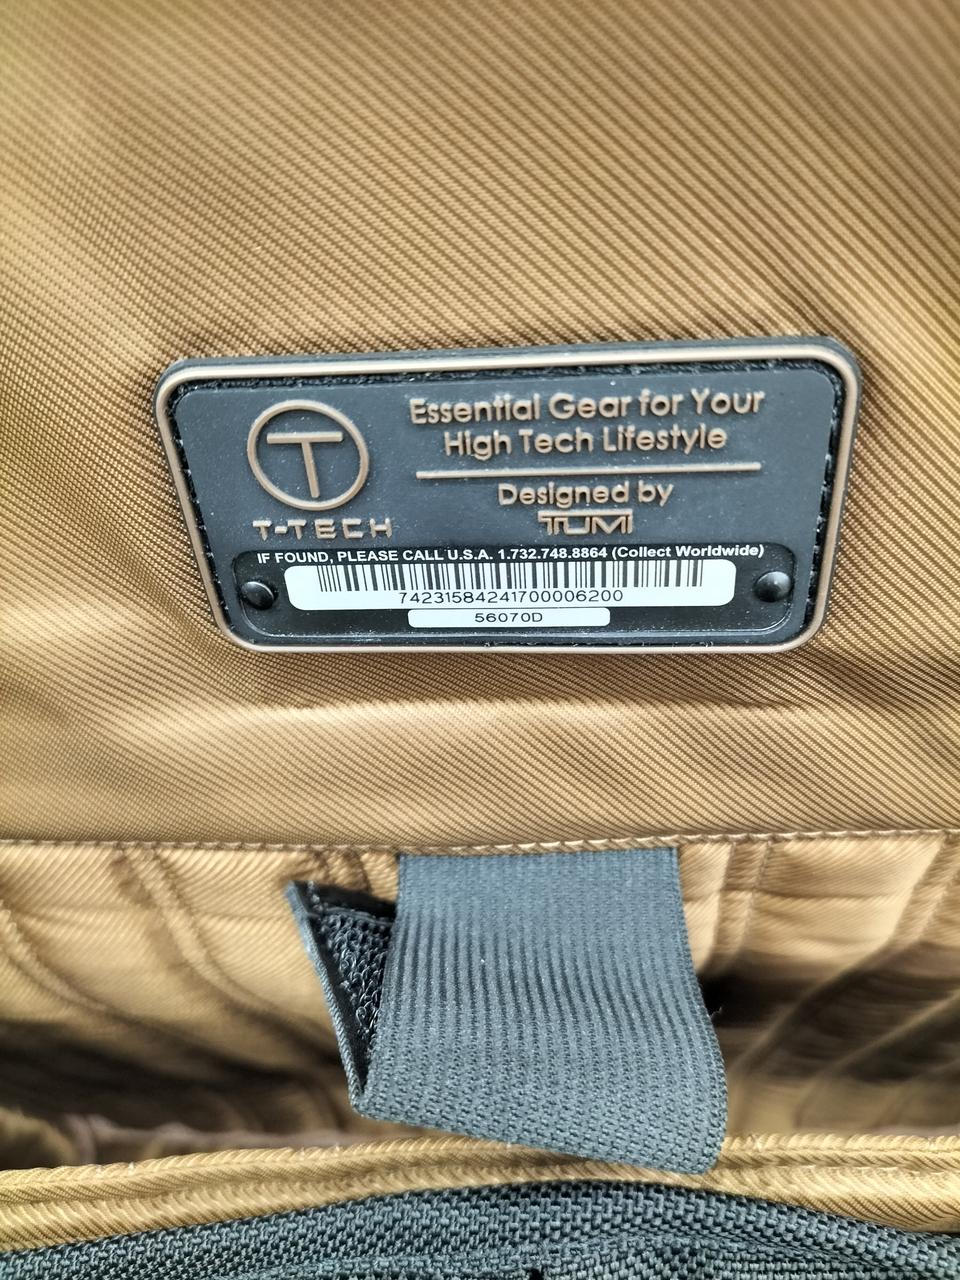 T
T-TECH
Essential Gear for Your
High Tech Lifestyle
Designed by
TUMI
IF FOUND, PLEASE CALL U.S.A. 1.732.748.8864 (Collect Worldwide)
74231584241700006200
56070D